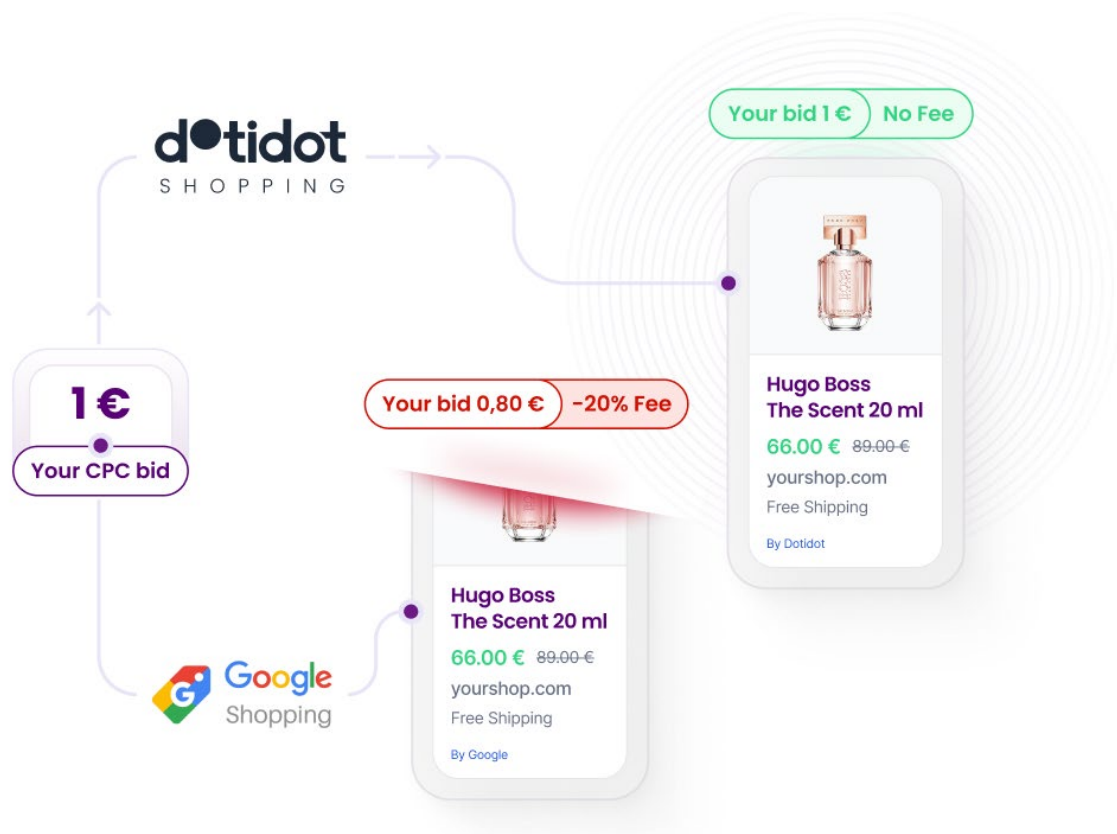 dotidot
SHOPPING
Your bid 1 € No Fee
Hugo Boss
The Scent 20 ml
66.00 € 89.00 €
yourshop.com
Free Shipping
By Dotidot
1 €
Your CPC bid
Your bid 0,80 € -20% Fee
Hugo Boss
The Scent 20 ml
66.00 € 89.00 €
yourshop.com
Free Shipping
By Google
G
Google
Shopping